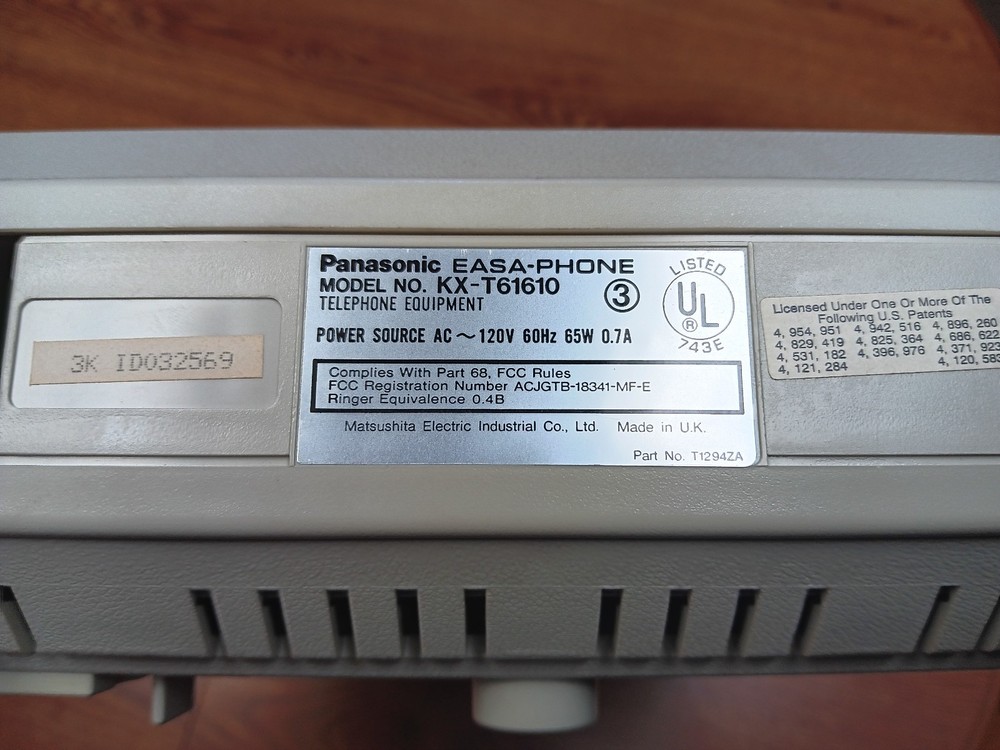 3K ID032569
Panasonic EASA-PHONE
MODEL NO. KX-T61610
TELEPHONE EQUIPMENT
3
POWER SOURCE AC ～ 120V 60Hz 65W 0.7A
Complies With Part 68, FCC Rules
FCC Registration Number ACJGTB-18341-MF-E
Ringer Equivalence 0.4B
Matsushita Electric Industrial Co., Ltd. Made in U.K.
Part No. T1294ZA
LISTED
UL
®
743E
Licensed Under One Or More Of The
Following U.S. Patents
4, 954, 951 4, 942, 516 4, 896, 260
4, 829, 419 4, 825, 364 4, 686, 622
4, 531, 182 4, 396, 976 4, 371, 923
4, 121, 284 4, 120, 583